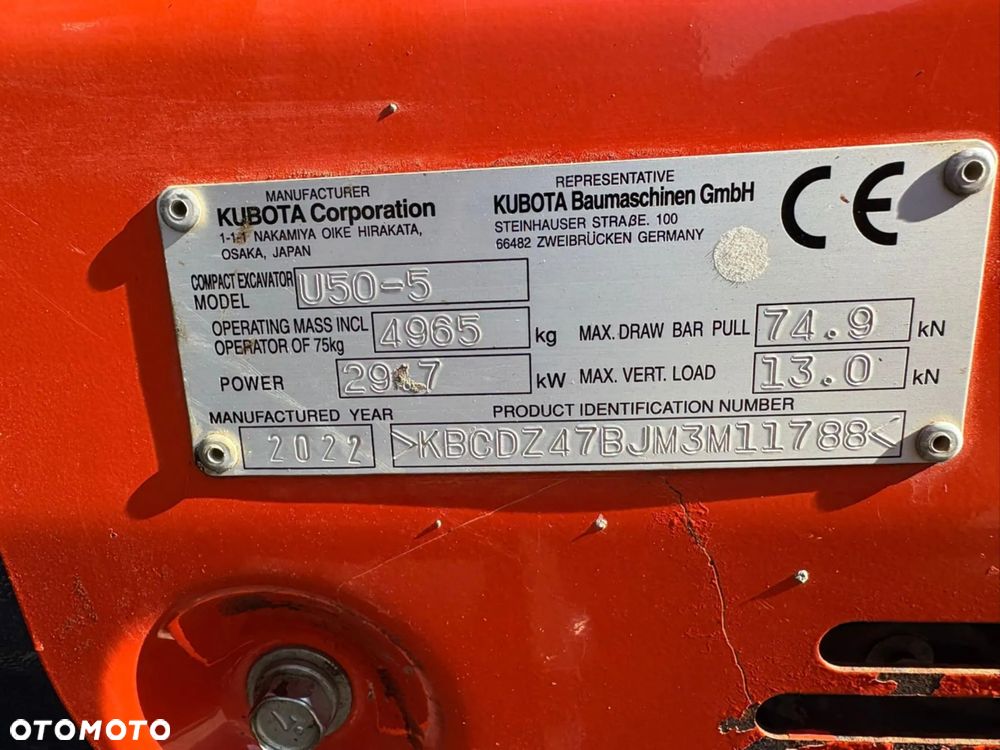 MANUFACTURER
KUBOTA Corporation
1-1-1 NAKAMIYA OIKE HIRAKATA,
OSAKA, JAPAN
REPRESENTATIVE
KUBOTA Baumaschinen GmbH
STEINHAUSER STRAßE. 100
66482 ZWEIBRÜCKEN GERMANY
CE
COMPACT EXCAVATOR
MODEL U50-5
OPERATING MASS INCL
OPERATOR OF 75kg 4965 kg
MAX. DRAW BAR PULL 74.9 kN
POWER 29.7 kW
MAX. VERT. LOAD 13.0 kN
MANUFACTURED YEAR
2022
PRODUCT IDENTIFICATION NUMBER
>KBCDZ47BJM3M11788<
OTOMOTO